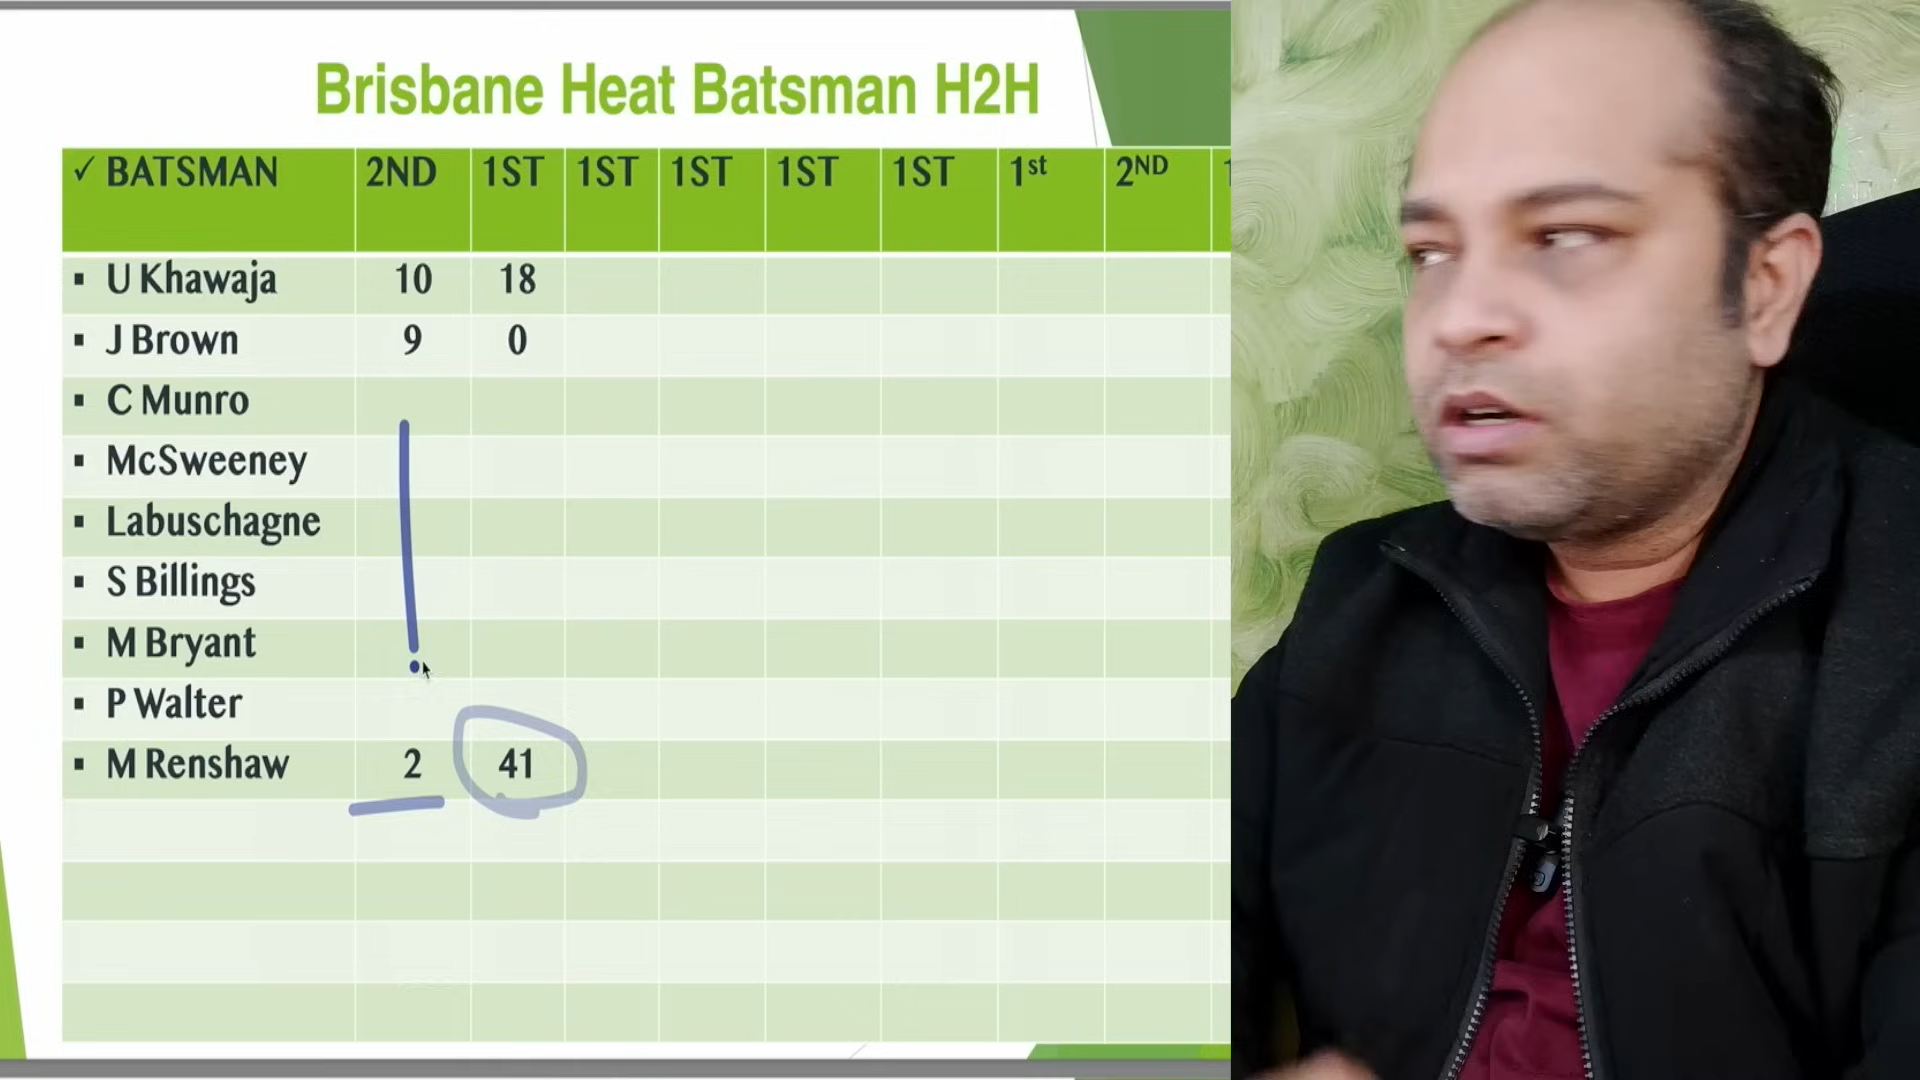 Brisbane Heat Batsman H2H
✓ BATSMAN 2ND 1ST 1ST 1ST 1ST 1ST 1st 2ND 1
▪ U Khawaja 10 18
▪ J Brown 9 0
▪ C Munro
▪ McSweeney
▪ Labuschagne
▪ S Billings
▪ M Bryant
▪ P Walter
▪ M Renshaw 2 41